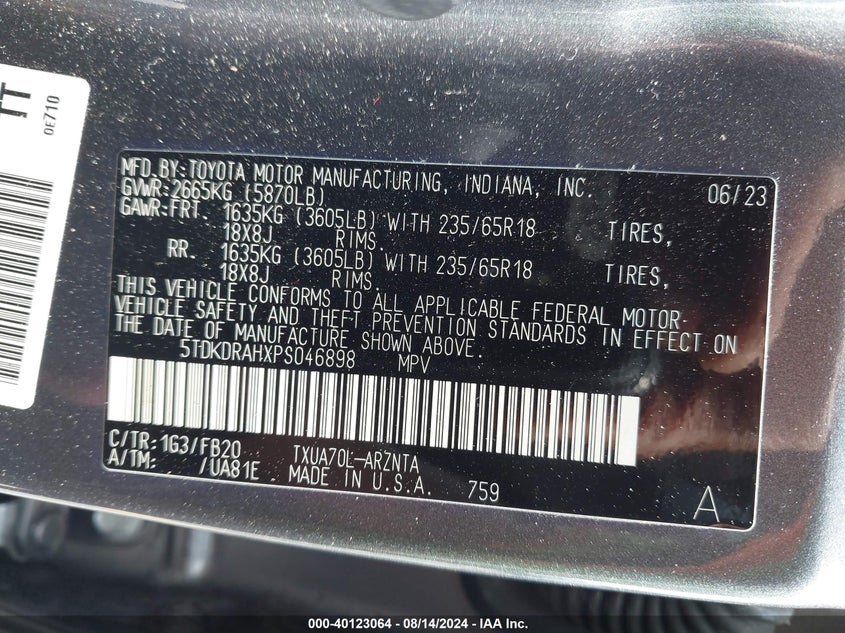 TT
0E710
MFD.BY:TOYOTA MOTOR MANUFACTURING, INDIANA, INC. 06/23
GVWR:2665KG (5870LB)
GAWR:FRT. 1635KG (3605LB) WITH 235/65R18 TIRES,
18X8J RIMS.
RR. 1635KG (3605LB) WITH 235/65R18 TIRES,
18X8J RIMS.
THIS VEHICLE CONFORMS TO ALL APPLICABLE FEDERAL MOTOR
VEHICLE SAFETY AND THEFT PREVENTION STANDARDS IN EFFECT ON
THE DATE OF MANUFACTURE SHOWN ABOVE.
5TDKDRAHXPS046898 MPV
C/TR:1G3/FB20 TXUA70L-ARZNTA
A/TM: /UA81E MADE IN U.S.A. 759 A
000-40123064 - 08/14/2024 - IAA Inc.